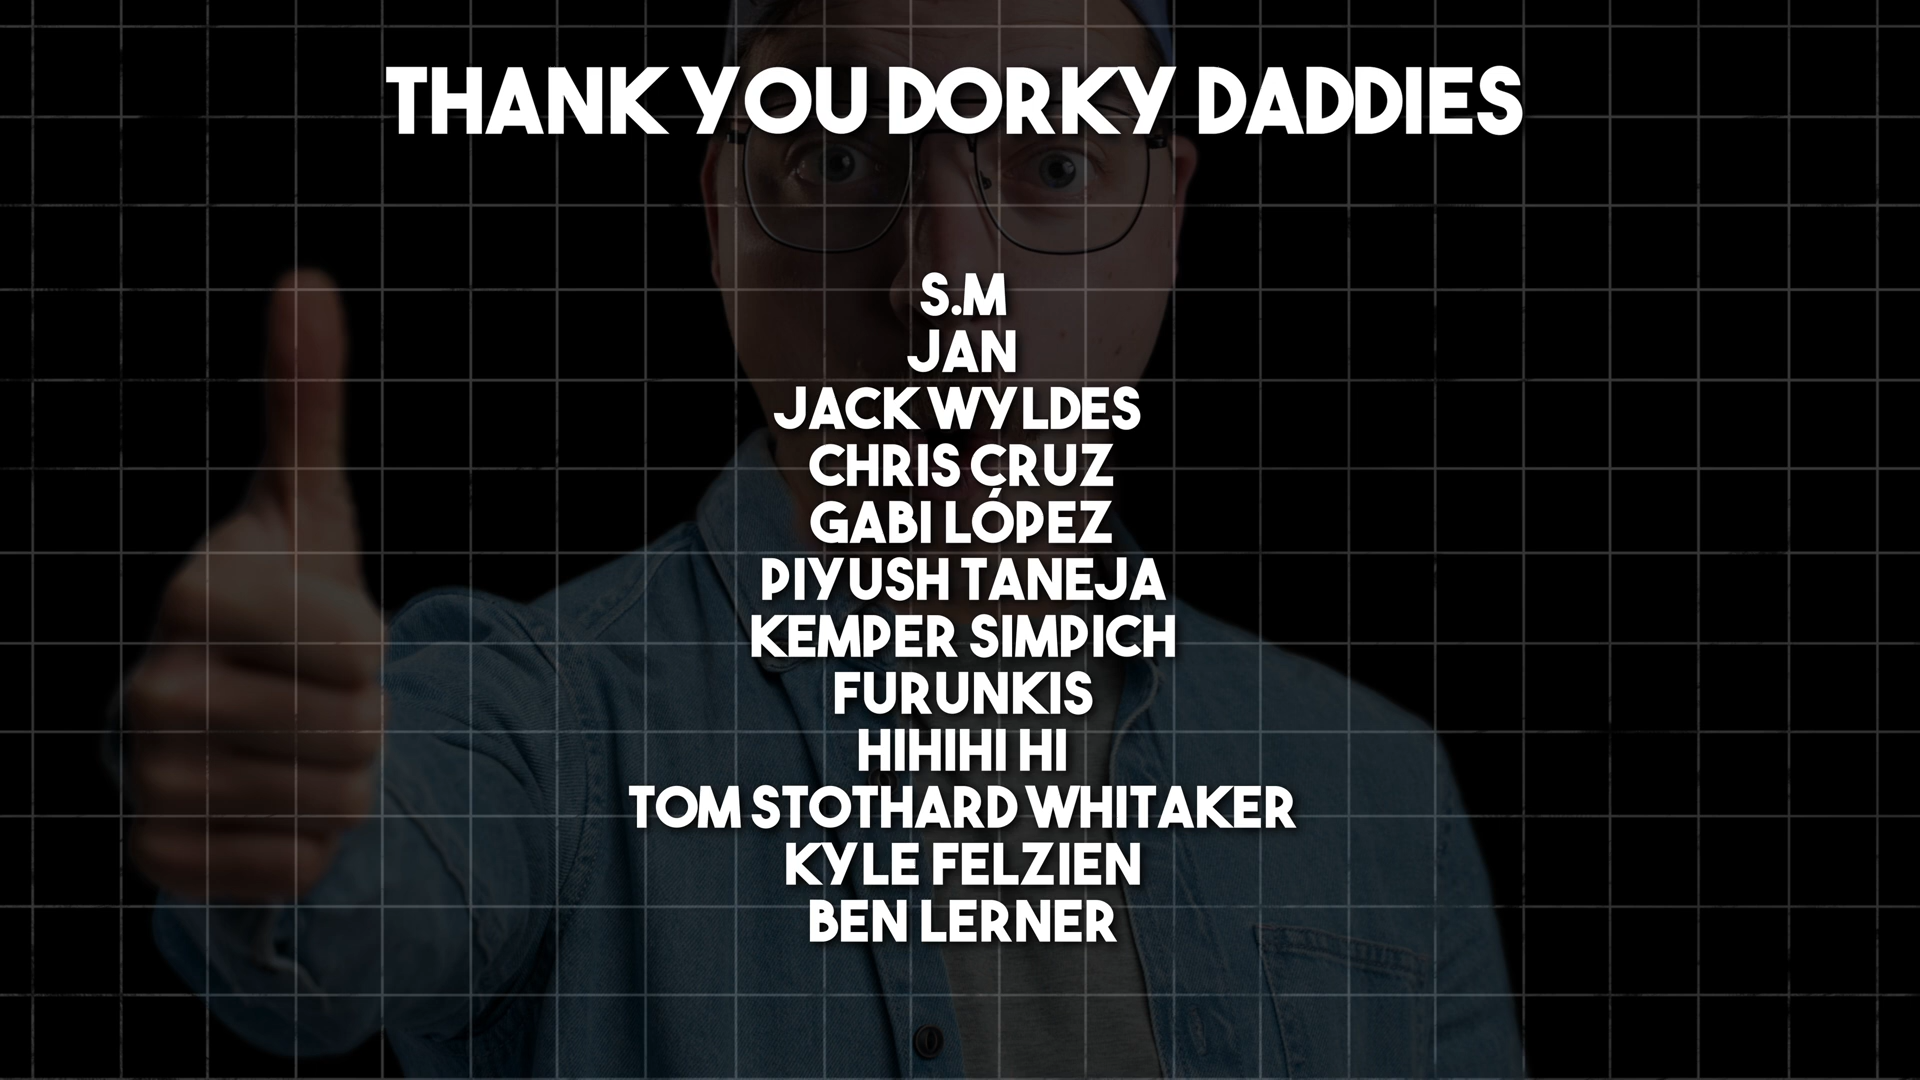 THANK YOU DORKY DADDIES
S.M
JAN
JACK WYLDES
CHRIS CRUZ
GABI LÓPEZ
PIYUSH TANEJA
KEMPER SIMPICH
FURUNKIS
HIHIHI HI
TOM STOTHARD WHITAKER
KYLE FELZIEN
BEN LERNER